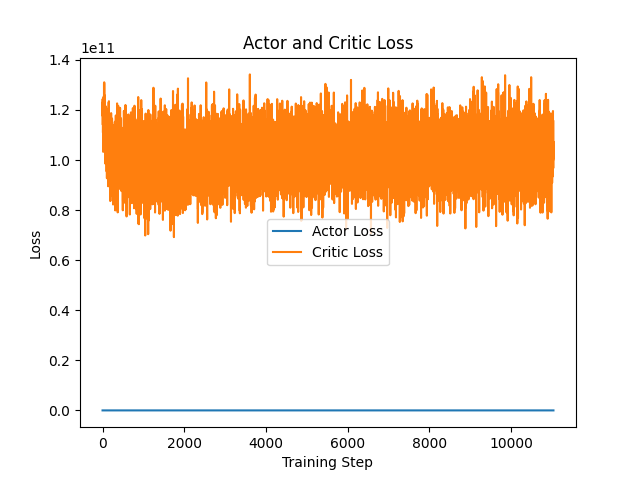 Actor and Critic Loss
1e11
1.4
1.2
1.0
0.8
0.6
0.4
0.2
0.0
Loss
Actor Loss
Critic Loss
0 2000 4000 6000 8000 10000
Training Step